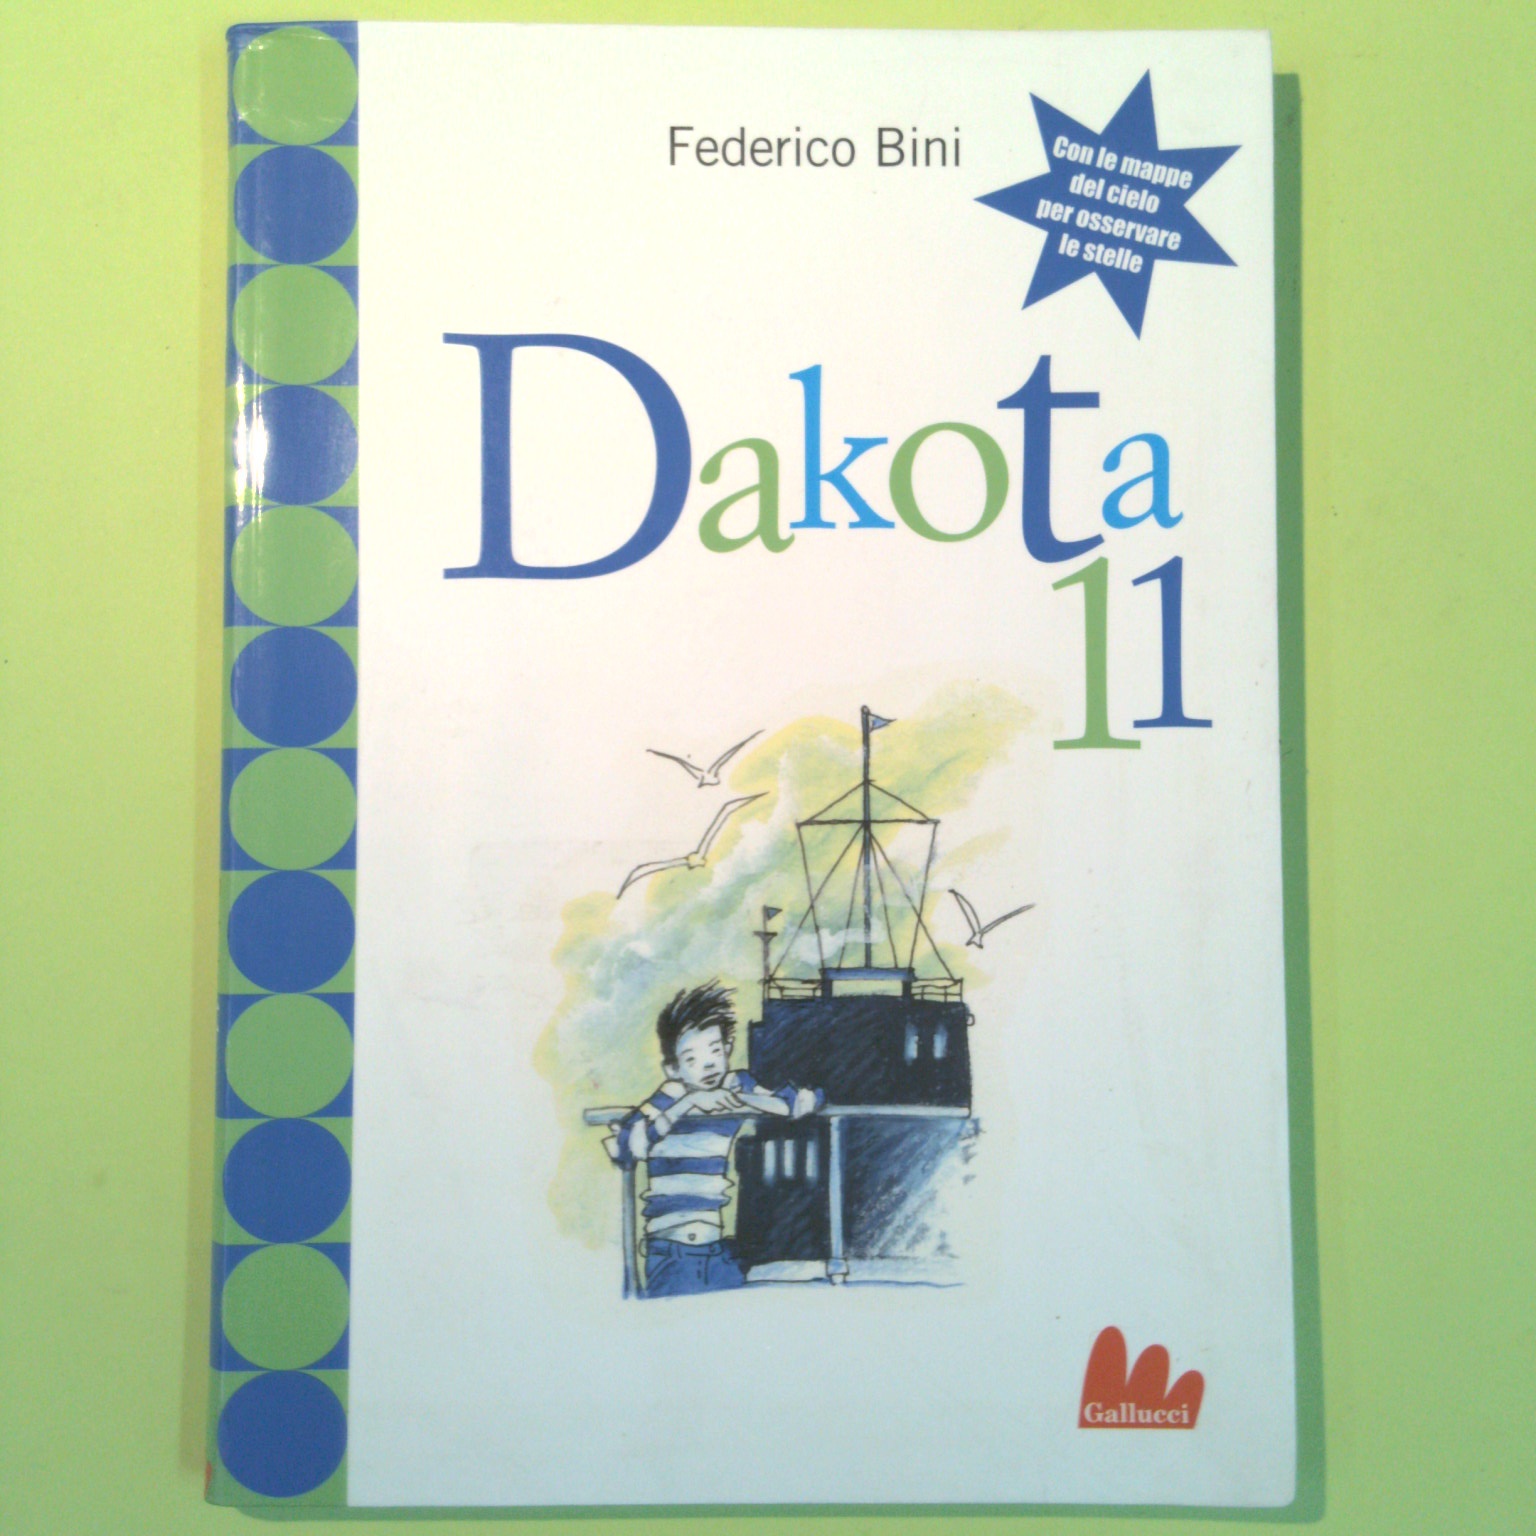 Federico Bini
Con le mappe
del cielo
per osservare
le stelle
Dakota
11
Gallucci